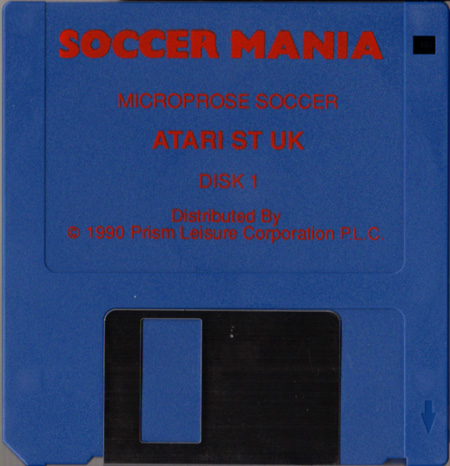 SOCCER MANIA
MICROPROSE SOCCER
ATARI ST UK
DISK 1
Distributed By
© 1990 Prism Leisure Corporation P.L.C.